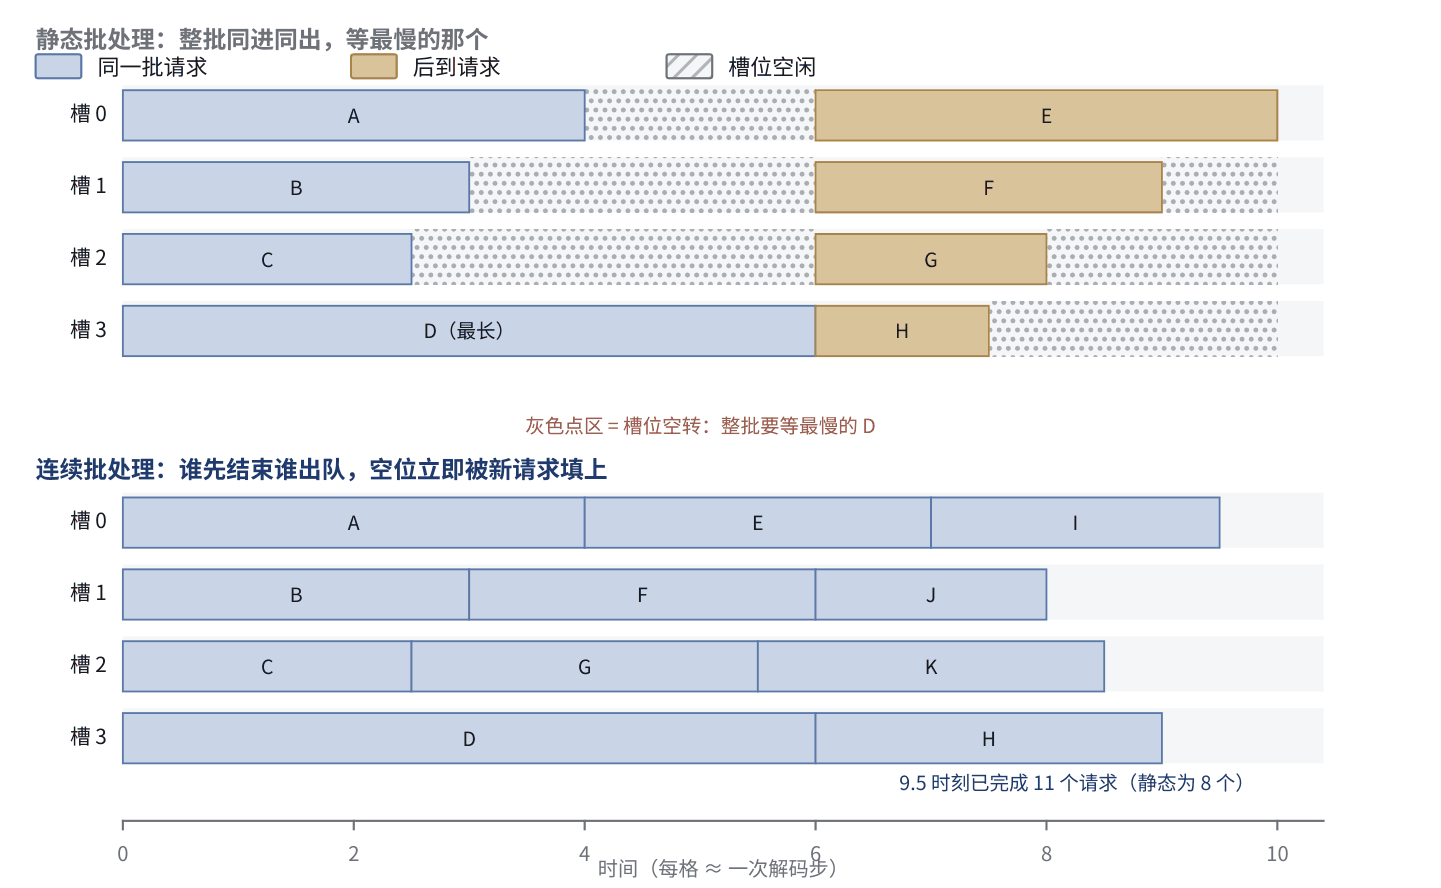 静态批处理：整批同进同出，等最慢的那个
同一批请求 后到请求 槽位空闲
槽 0 A E
槽 1 B F
槽 2 C G
槽 3 D（最长） H
灰色点区 = 槽位空转：整批要等最慢的 D
连续批处理：谁先结束谁出队，空位立即被新请求填上
槽 0 A E I
槽 1 B F J
槽 2 C G K
槽 3 D H
9.5 时刻已完成 11 个请求（静态为 8 个）
0 2 4 6 8 10
时间（每格 ≈ 一次解码步）